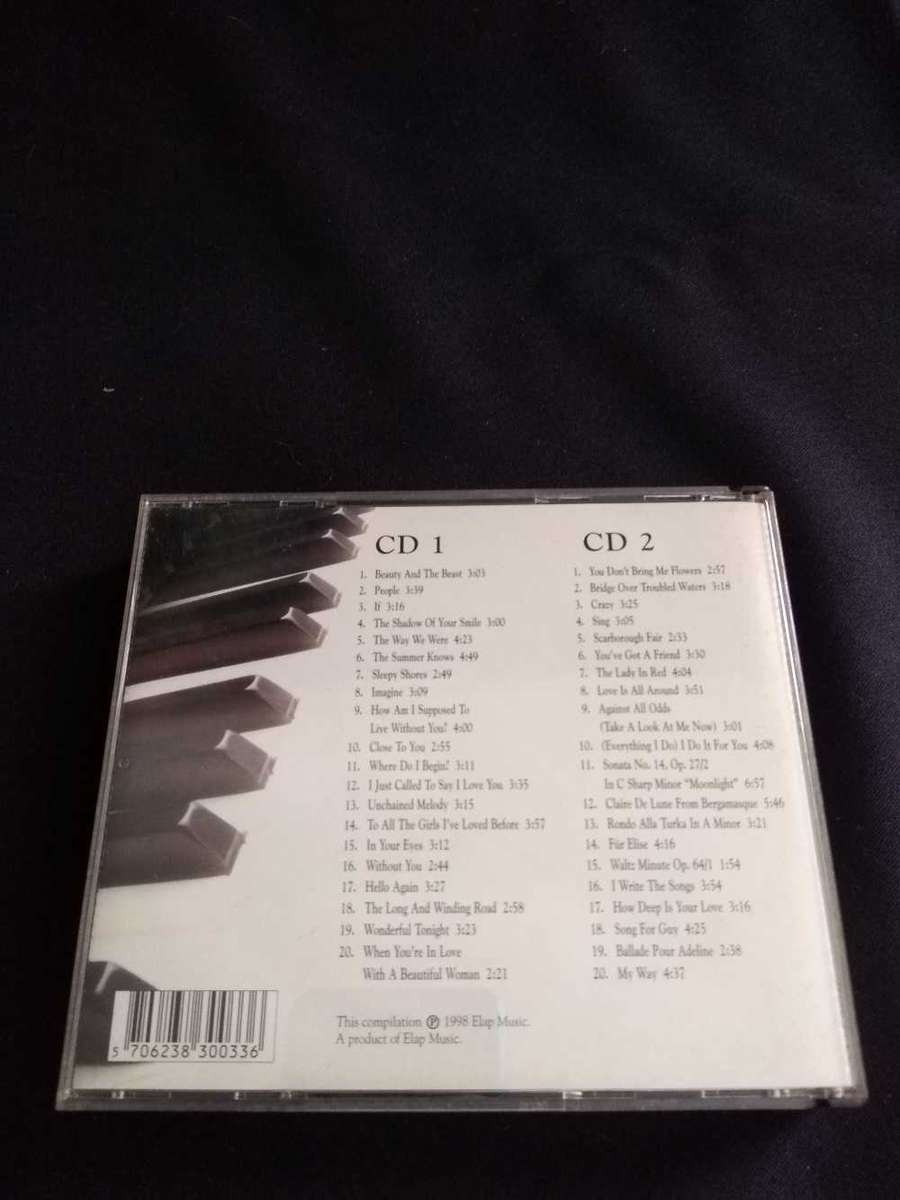 CD 1
1. Beauty And The Beast 3:03
2. People 3:39
3. If 3:16
4. The Shadow Of Your Smile 3:00
5. The Way We Were 4:23
6. The Summer Knows 4:49
7. Sleepy Shores 2:49
8. Imagine 3:09
9. How Am I Supposed To
Live Without You? 4:00
10. Close To You 2:55
11. Where Do I Begin? 3:11
12. I Just Called To Say I Love You 3:35
13. Unchained Melody 3:15
14. To All The Girls I've Loved Before 3:57
15. In Your Eyes 3:12
16. Without You 2:44
17. Hello Again 3:27
18. The Long And Winding Road 2:58
19. Wonderful Tonight 3:23
20. When You're In Love
With A Beautiful Woman 2:21
CD 2
1. You Don't Bring Me Flowers 2:57
2. Bridge Over Troubled Waters 3:18
3. Crazy 3:25
4. Sing 3:05
5. Scarborough Fair 2:33
6. You've Got A Friend 3:30
7. The Lady In Red 4:04
8. Love Is All Around 3:51
9. Against All Odds
(Take A Look At Me Now) 3:01
10. (Everything I Do) I Do It For You 4:08
11. Sonata No. 14, Op. 27/2
In C Sharp Minor "Moonlight" 6:57
12. Claire De Lune From Bergamasque 5:46
13. Rondo Alla Turka In A Minor 3:21
14. Für Elise 4:16
15. Waltz Minute Op. 64/1 1:54
16. I Write The Songs 3:54
17. How Deep Is Your Love 3:16
18. Song For Guy 4:25
19. Ballade Pour Adeline 2:38
20. My Way 4:37
This compilation ℗ 1998 Elap Music.
A product of Elap Music.
5 706238 300336